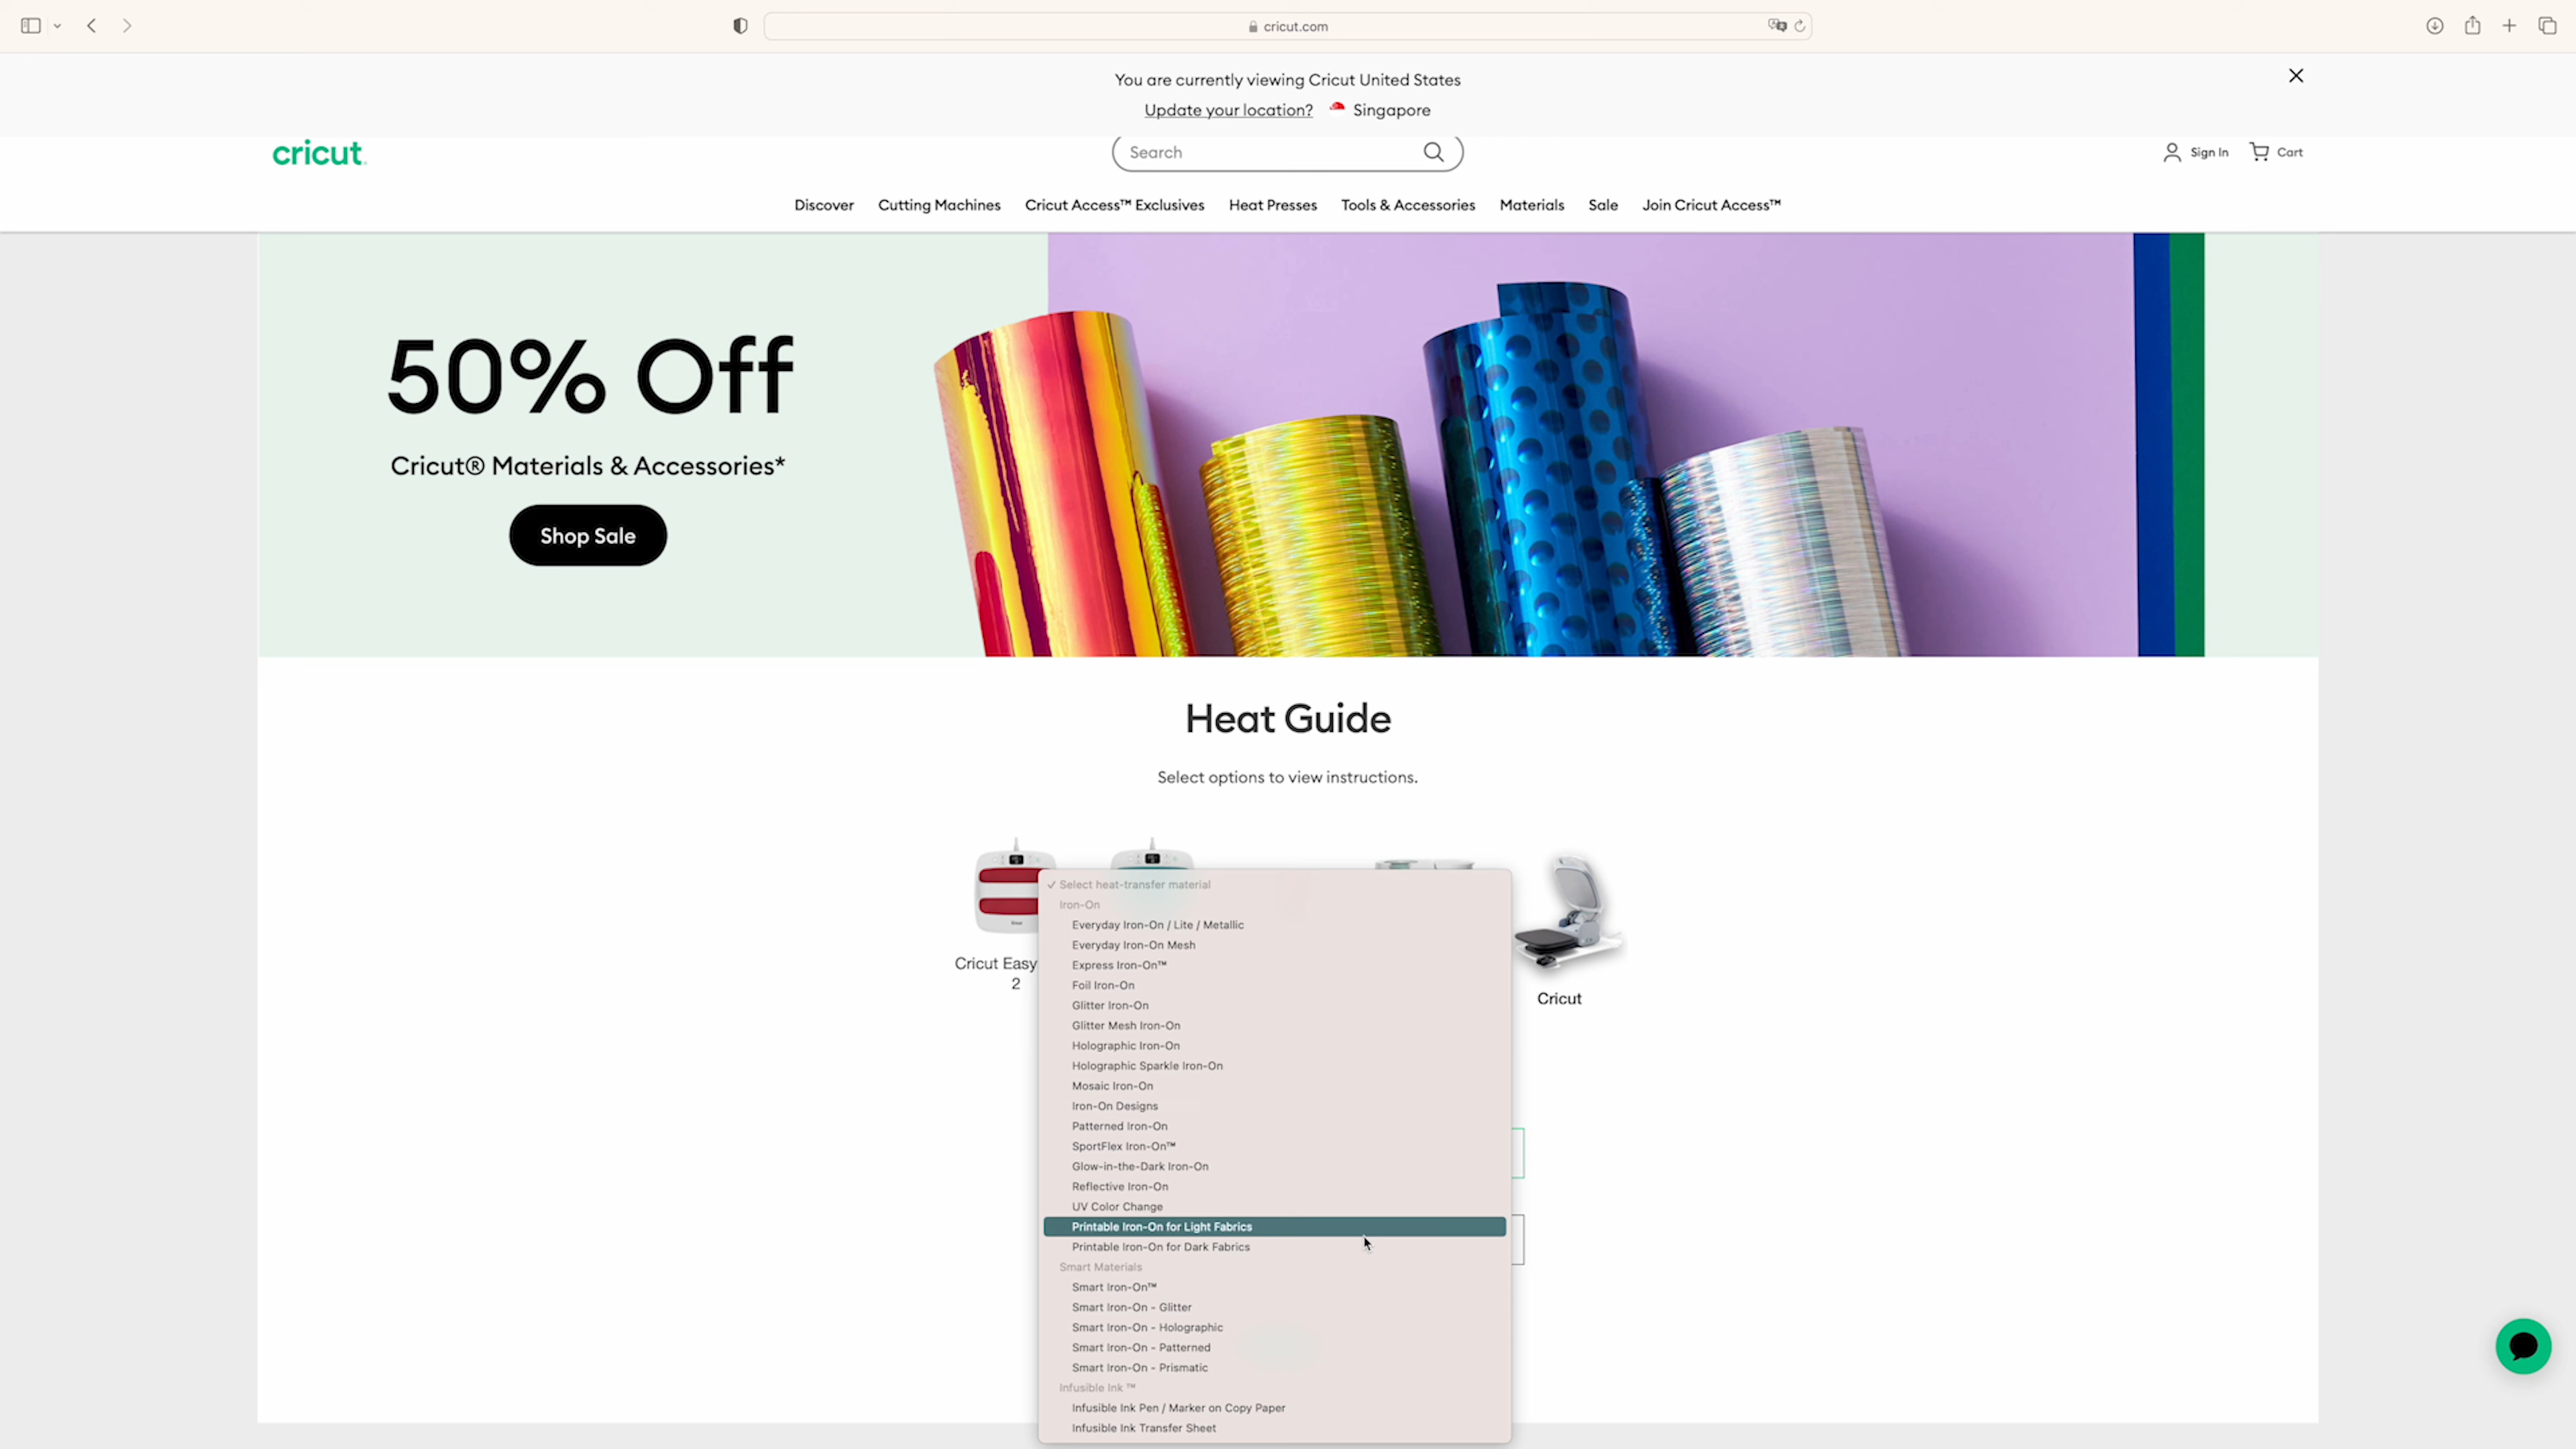 cricut.com
You are currently viewing Cricut United States
Update your location? Singapore
cricut
Search
Sign In
Cart
Discover
Cutting Machines
Cricut Access™ Exclusives
Heat Presses
Tools & Accessories
Materials
Sale
Join Cricut Access™
50% Off
Cricut® Materials & Accessories*
Shop Sale
Heat Guide
Select options to view instructions.
Cricut Easy
2
Cricut
✓ Select heat-transfer material
Iron-On
Everyday Iron-On / Lite / Metallic
Everyday Iron-On Mesh
Express Iron-On™
Foil Iron-On
Glitter Iron-On
Glitter Mesh Iron-On
Holographic Iron-On
Holographic Sparkle Iron-On
Mosaic Iron-On
Iron-On Designs
Patterned Iron-On
SportFlex Iron-On™
Glow-in-the-Dark Iron-On
Reflective Iron-On
UV Color Change
Printable Iron-On for Light Fabrics
Printable Iron-On for Dark Fabrics
Smart Materials
Smart Iron-On™
Smart Iron-On - Glitter
Smart Iron-On - Holographic
Smart Iron-On - Patterned
Smart Iron-On - Prismatic
Infusible Ink ™
Infusible Ink Pen / Marker on Copy Paper
Infusible Ink Transfer Sheet